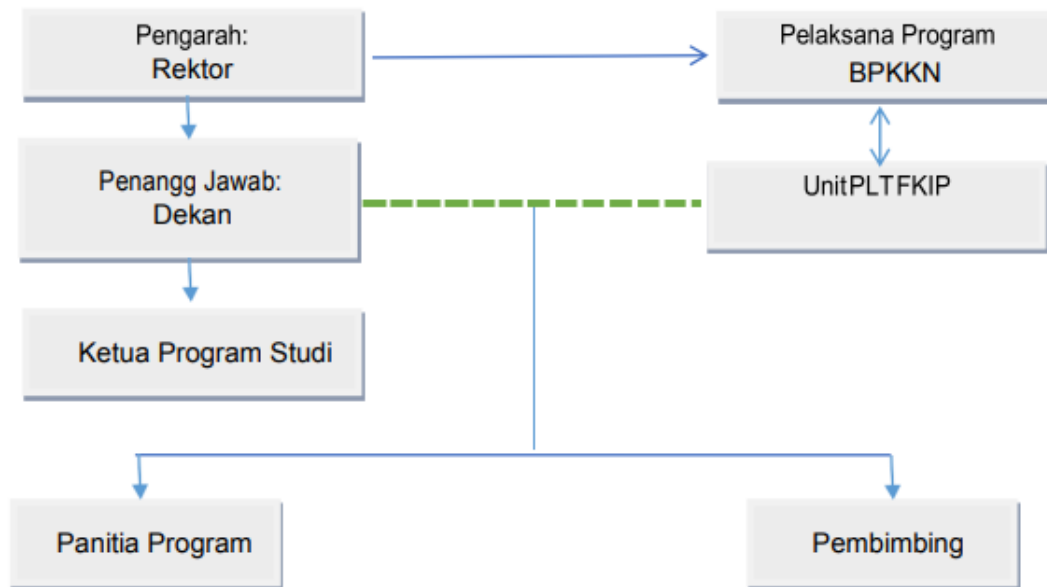 Pengarah:
Rektor
Pelaksana Program
BPKKN
Penangg Jawab:
Dekan
UnitPLTFKIP
Ketua Program Studi
Panitia Program
Pembimbing